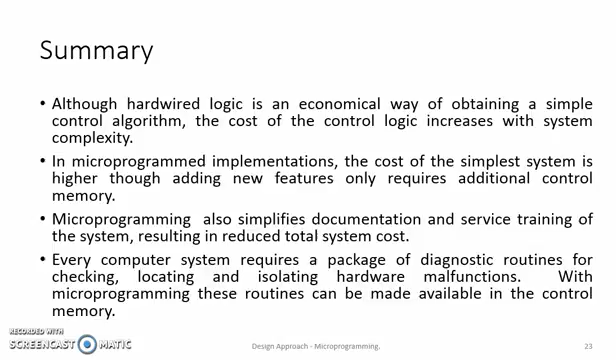 Summary
• Although hardwired logic is an economical way of obtaining a simple
control algorithm, the cost of the control logic increases with system
complexity.
• In microprogrammed implementations, the cost of the simplest system is
higher though adding new features only requires additional control
memory.
• Microprogramming also simplifies documentation and service training of
the system, resulting in reduced total system cost.
• Every computer system requires a package of diagnostic routines for
checking, locating and isolating hardware malfunctions. With
microprogramming these routines can be made available in the control
memory.
RECORDED WITH
SCREENCAST MATIC
Design Approach - Microprogramming.
23